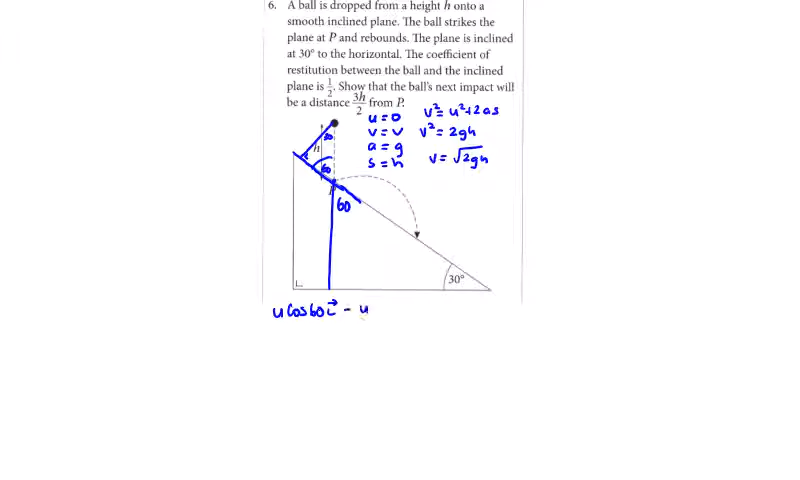 6. A ball is dropped from a height h onto a
smooth inclined plane. The ball strikes the
plane at P and rebounds. The plane is inclined
at 30° to the horizontal. The coefficient of
restitution between the ball and the inclined
plane is 1/2. Show that the ball's next impact will
be a distance 3h/2 from P.
u = 0 v² = u² + 2as
v = v v² = 2gh
a = g
s = h v = √2gh
h
60
P
60
30°
u Cos60 i⃗ - u